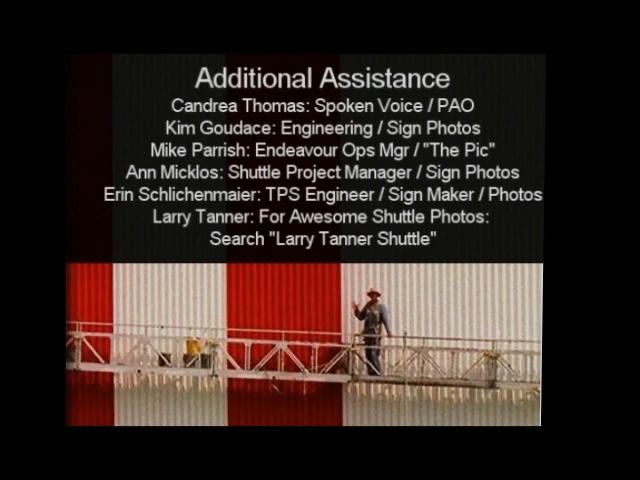 Additional Assistance
Candrea Thomas: Spoken Voice / PAO
Kim Goudace: Engineering / Sign Photos
Mike Parrish: Endeavour Ops Mgr / "The Pic"
Ann Micklos: Shuttle Project Manager / Sign Photos
Erin Schlichenmaier: TPS Engineer / Sign Maker / Photos
Larry Tanner: For Awesome Shuttle Photos:
Search "Larry Tanner Shuttle"